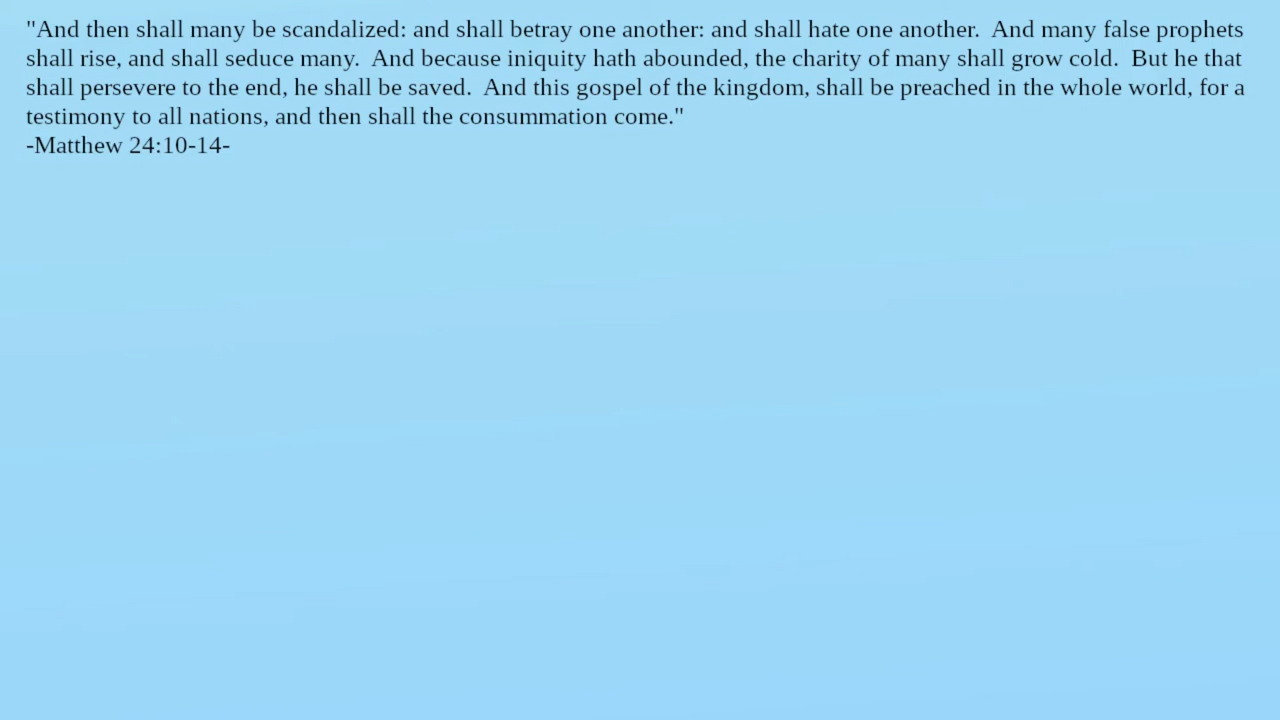 "And then shall many be scandalized: and shall betray one another: and shall hate one another.  And many false prophets
shall rise, and shall seduce many.  And because iniquity hath abounded, the charity of many shall grow cold.  But he that
shall persevere to the end, he shall be saved.  And this gospel of the kingdom, shall be preached in the whole world, for a
testimony to all nations, and then shall the consummation come."
-Matthew 24:10-14-